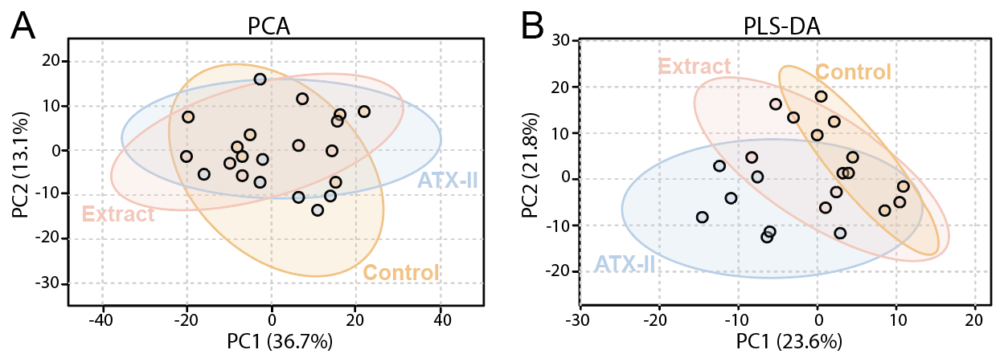 A
PCA
20
10
0
-10
-20
-30
PC2 (13.1%)
ATX-II
Extract
Control
-40
-20
0
20
40
PC1 (36.7%)
B
PLS-DA
30
20
10
0
-10
-20
PC2 (21.8%)
Extract
Control
ATX-II
-30
-20
-10
0
10
20
PC1 (23.6%)